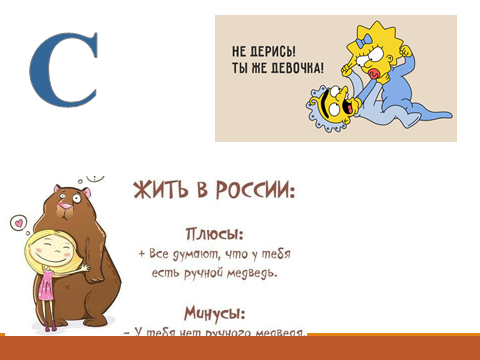 С
НЕ ДЕРИСЬ!
ТЫ ЖЕ ДЕВОЧКА!
ЖИТЬ В РОССИИ:
Плюсы:
+ Все думают, что у тебя
есть ручной медведь.
Минусы:
– У тебя нет ручного медведя.